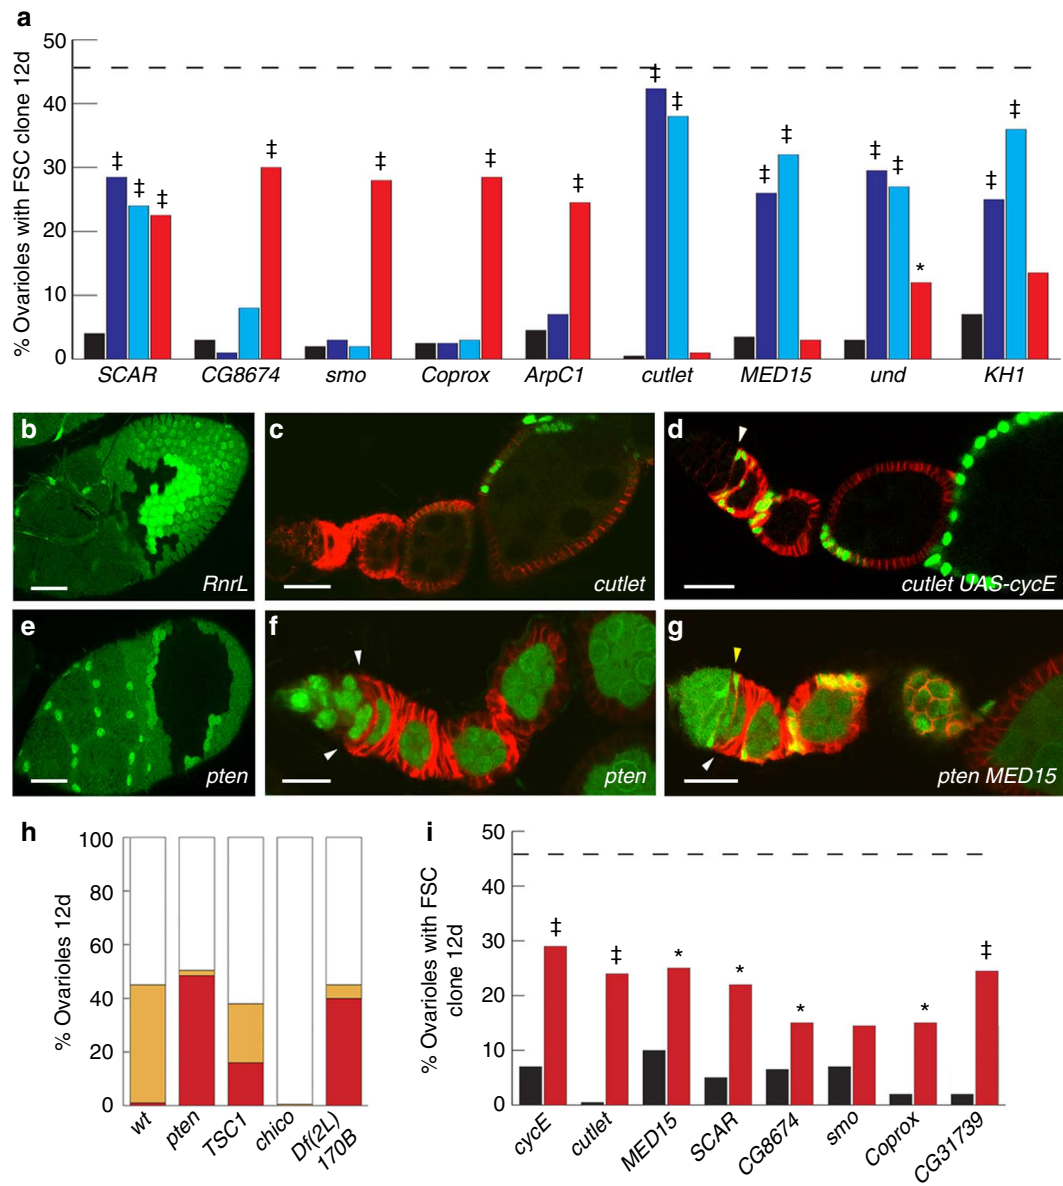 a
% Ovarioles with FSC clone 12d
50
40
30
20
10
0
‡ ‡ ‡ ‡ ‡ ‡ ‡ ‡ ‡ ‡ ‡ ‡ ‡ * ‡ ‡
SCAR CG8674 smo Coprox ArpC1 cutlet MED15 und KH1
b
RnrL
c
cutlet
d
cutlet UAS-cycE
e
pten
f
pten
g
pten MED15
h
% Ovarioles 12d
100
80
60
40
20
0
wt pten TSC1 chico Df(2L)
170B
i
% Ovarioles with FSC
clone 12d
50
40
30
20
10
0
‡ ‡ * * * * ‡
cycE cutlet MED15 SCAR CG8674 smo Coprox CG31739